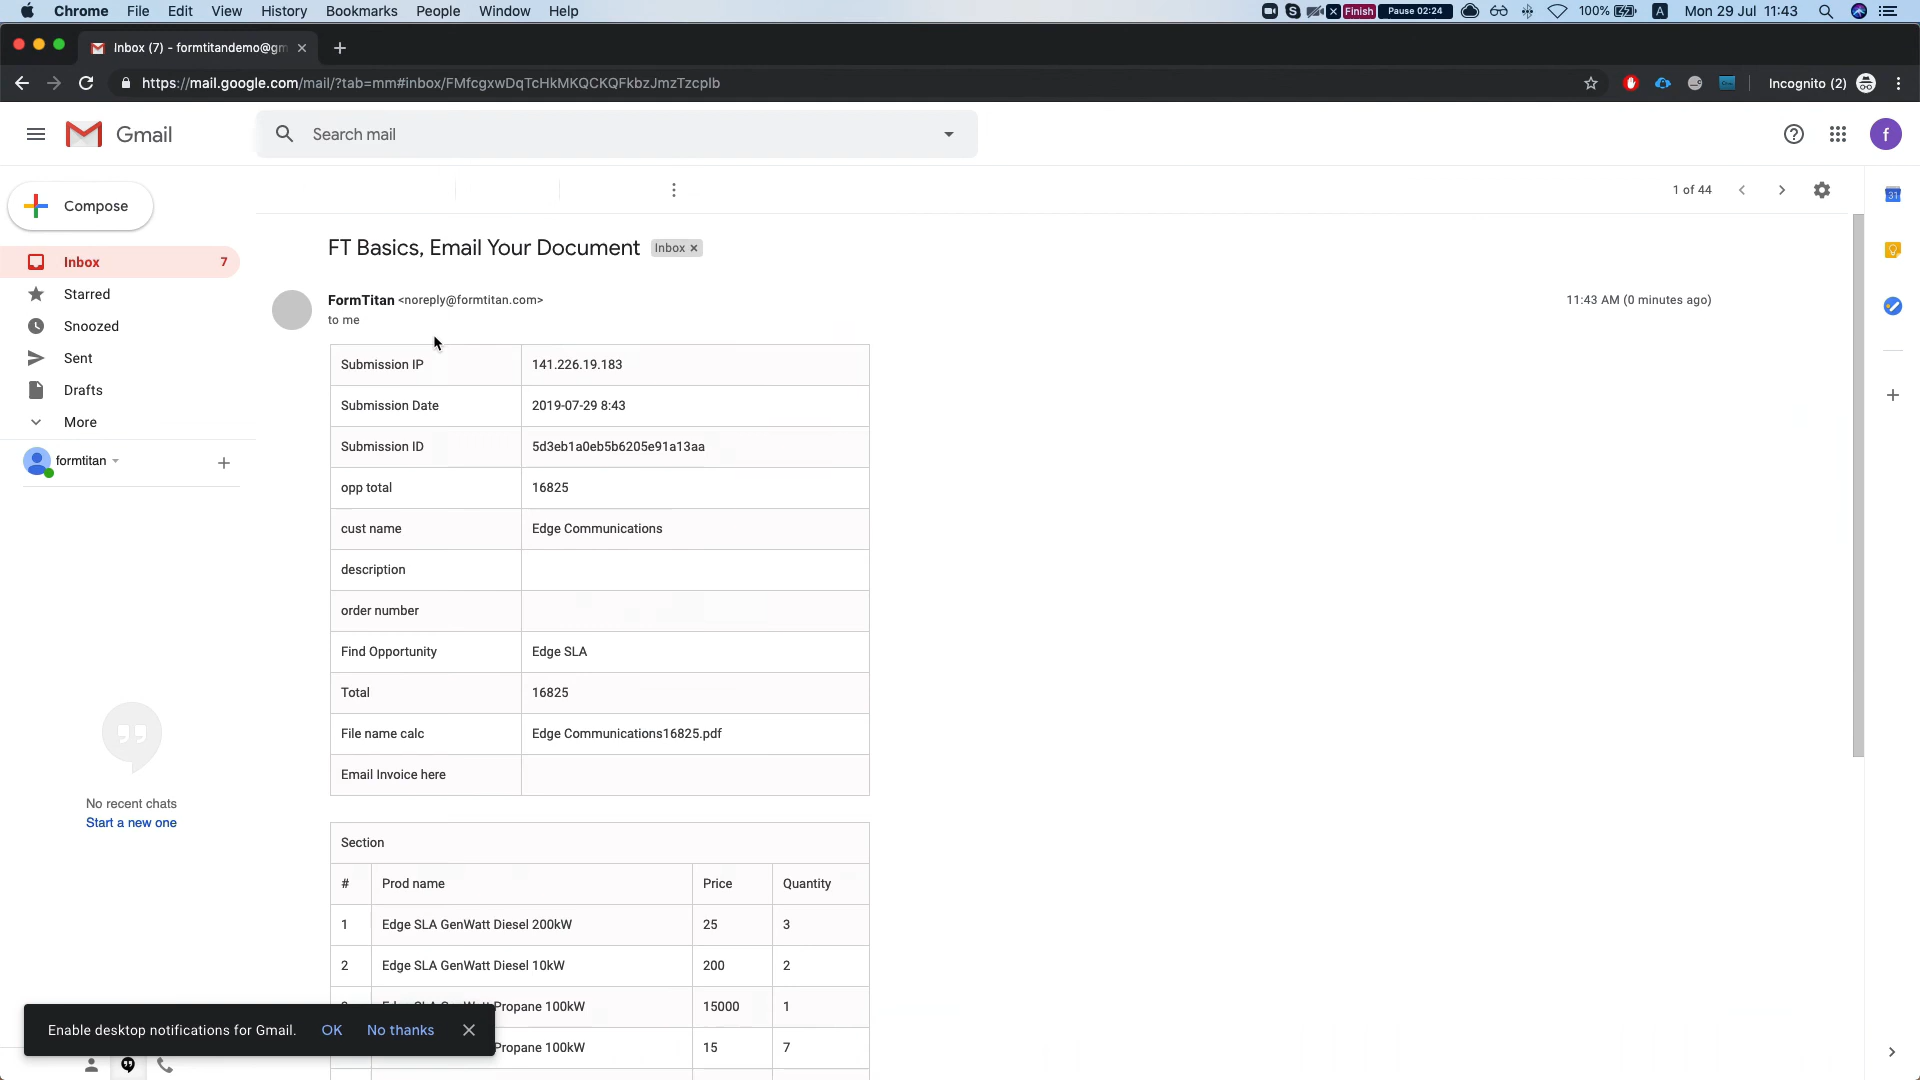 Chrome File Edit View History Bookmarks People Window Help Finish Pause 02:24 100% A Mon 29 Jul 11:43
Inbox (7) - formtitandemo@gm
https://mail.google.com/mail/?tab=mm#inbox/FMfcgxwDqTcHkMKQCKQFkbzJmzTzcplb Incognito (2)
Gmail Search mail f
Compose 1 of 44 31
FT Basics, Email Your Document Inbox x
Inbox 7
Starred FormTitan <noreply@formtitan.com> 11:43 AM (0 minutes ago)
Snoozed to me
Sent
Drafts
More
formtitan
Submission IP 141.226.19.183
Submission Date 2019-07-29 8:43
Submission ID 5d3eb1a0eb5b6205e91a13aa
opp total 16825
cust name Edge Communications
description
order number
Find Opportunity Edge SLA
Total 16825
File name calc Edge Communications16825.pdf
Email Invoice here
No recent chats
Start a new one
Section
# Prod name Price Quantity
1 Edge SLA GenWatt Diesel 200kW 25 3
2 Edge SLA GenWatt Diesel 10kW 200 2
Propane 100kW 15000 1
Propane 100kW 15 7
Enable desktop notifications for Gmail. OK No thanks